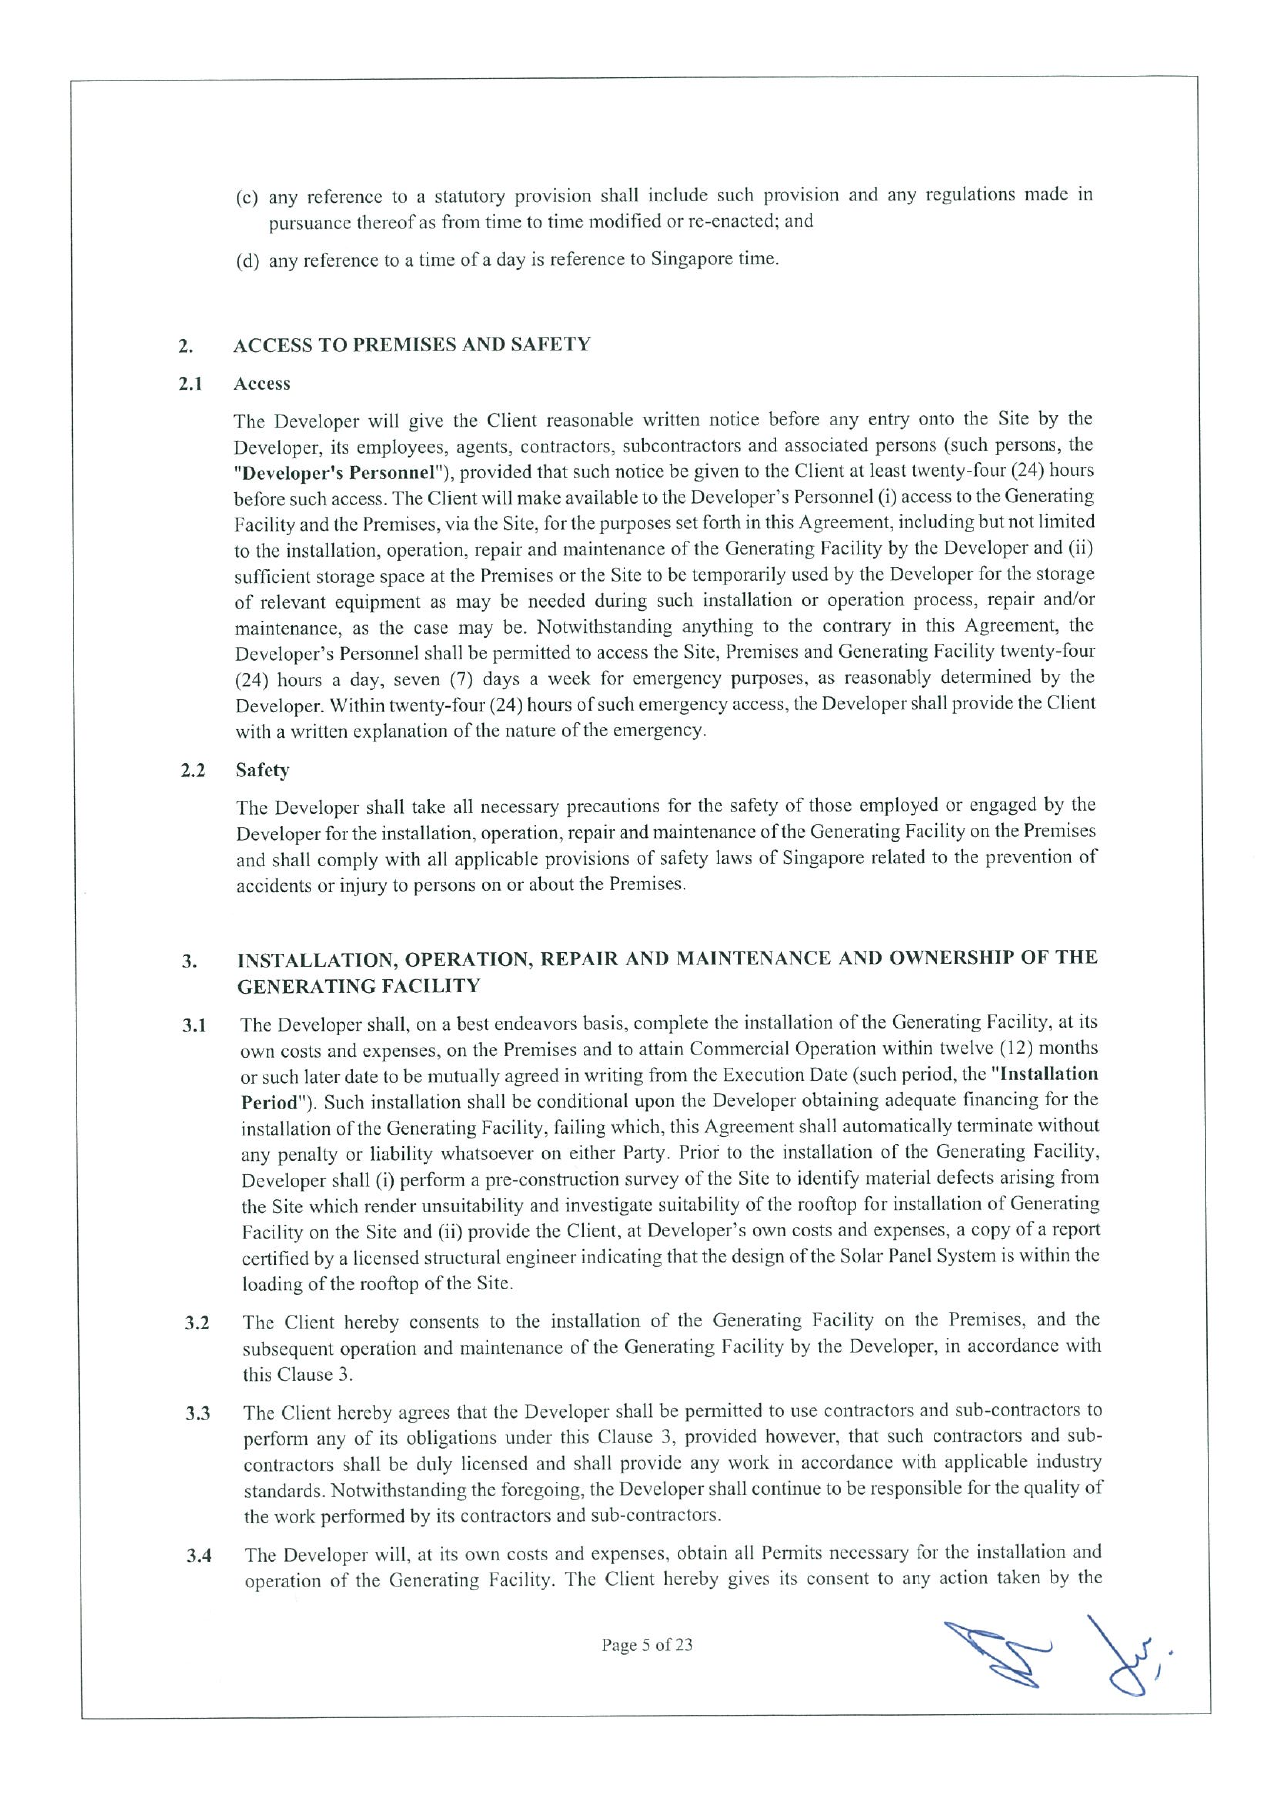 (c) any reference to a statutory provision shall include such provision and any regulations made in
pursuance thereof as from time to time modified or re-enacted; and
(d) any reference to a time of a day is reference to Singapore time.
2. ACCESS TO PREMISES AND SAFETY
2.1 Access
The Developer will give the Client reasonable written notice before any entry onto the Site by the
Developer, its employees, agents, contractors, subcontractors and associated persons (such persons, the
"Developer's Personnel"), provided that such notice be given to the Client at least twenty-four (24) hours
before such access. The Client will make available to the Developer’s Personnel (i) access to the Generating
Facility and the Premises, via the Site, for the purposes set forth in this Agreement, including but not limited
to the installation, operation, repair and maintenance of the Generating Facility by the Developer and (ii)
sufficient storage space at the Premises or the Site to be temporarily used by the Developer for the storage
of relevant equipment as may be needed during such installation or operation process, repair and/or
maintenance, as the case may be. Notwithstanding anything to the contrary in this Agreement, the
Developer’s Personnel shall be permitted to access the Site, Premises and Generating Facility twenty-four
(24) hours a day, seven (7) days a week for emergency purposes, as reasonably determined by the
Developer. Within twenty-four (24) hours of such emergency access, the Developer shall provide the Client
with a written explanation of the nature of the emergency.
2.2 Safety
The Developer shall take all necessary precautions for the safety of those employed or engaged by the
Developer for the installation, operation, repair and maintenance of the Generating Facility on the Premises
and shall comply with all applicable provisions of safety laws of Singapore related to the prevention of
accidents or injury to persons on or about the Premises.
3. INSTALLATION, OPERATION, REPAIR AND MAINTENANCE AND OWNERSHIP OF THE
GENERATING FACILITY
3.1 The Developer shall, on a best endeavors basis, complete the installation of the Generating Facility, at its
own costs and expenses, on the Premises and to attain Commercial Operation within twelve (12) months
or such later date to be mutually agreed in writing from the Execution Date (such period, the "Installation
Period"). Such installation shall be conditional upon the Developer obtaining adequate financing for the
installation of the Generating Facility, failing which, this Agreement shall automatically terminate without
any penalty or liability whatsoever on either Party. Prior to the installation of the Generating Facility,
Developer shall (i) perform a pre-construction survey of the Site to identify material defects arising from
the Site which render unsuitability and investigate suitability of the rooftop for installation of Generating
Facility on the Site and (ii) provide the Client, at Developer’s own costs and expenses, a copy of a report
certified by a licensed structural engineer indicating that the design of the Solar Panel System is within the
loading of the rooftop of the Site.
3.2 The Client hereby consents to the installation of the Generating Facility on the Premises, and the
subsequent operation and maintenance of the Generating Facility by the Developer, in accordance with
this Clause 3.
3.3 The Client hereby agrees that the Developer shall be permitted to use contractors and sub-contractors to
perform any of its obligations under this Clause 3, provided however, that such contractors and sub-
contractors shall be duly licensed and shall provide any work in accordance with applicable industry
standards. Notwithstanding the foregoing, the Developer shall continue to be responsible for the quality of
the work performed by its contractors and sub-contractors.
3.4 The Developer will, at its own costs and expenses, obtain all Permits necessary for the installation and
operation of the Generating Facility. The Client hereby gives its consent to any action taken by the
Page 5 of 23